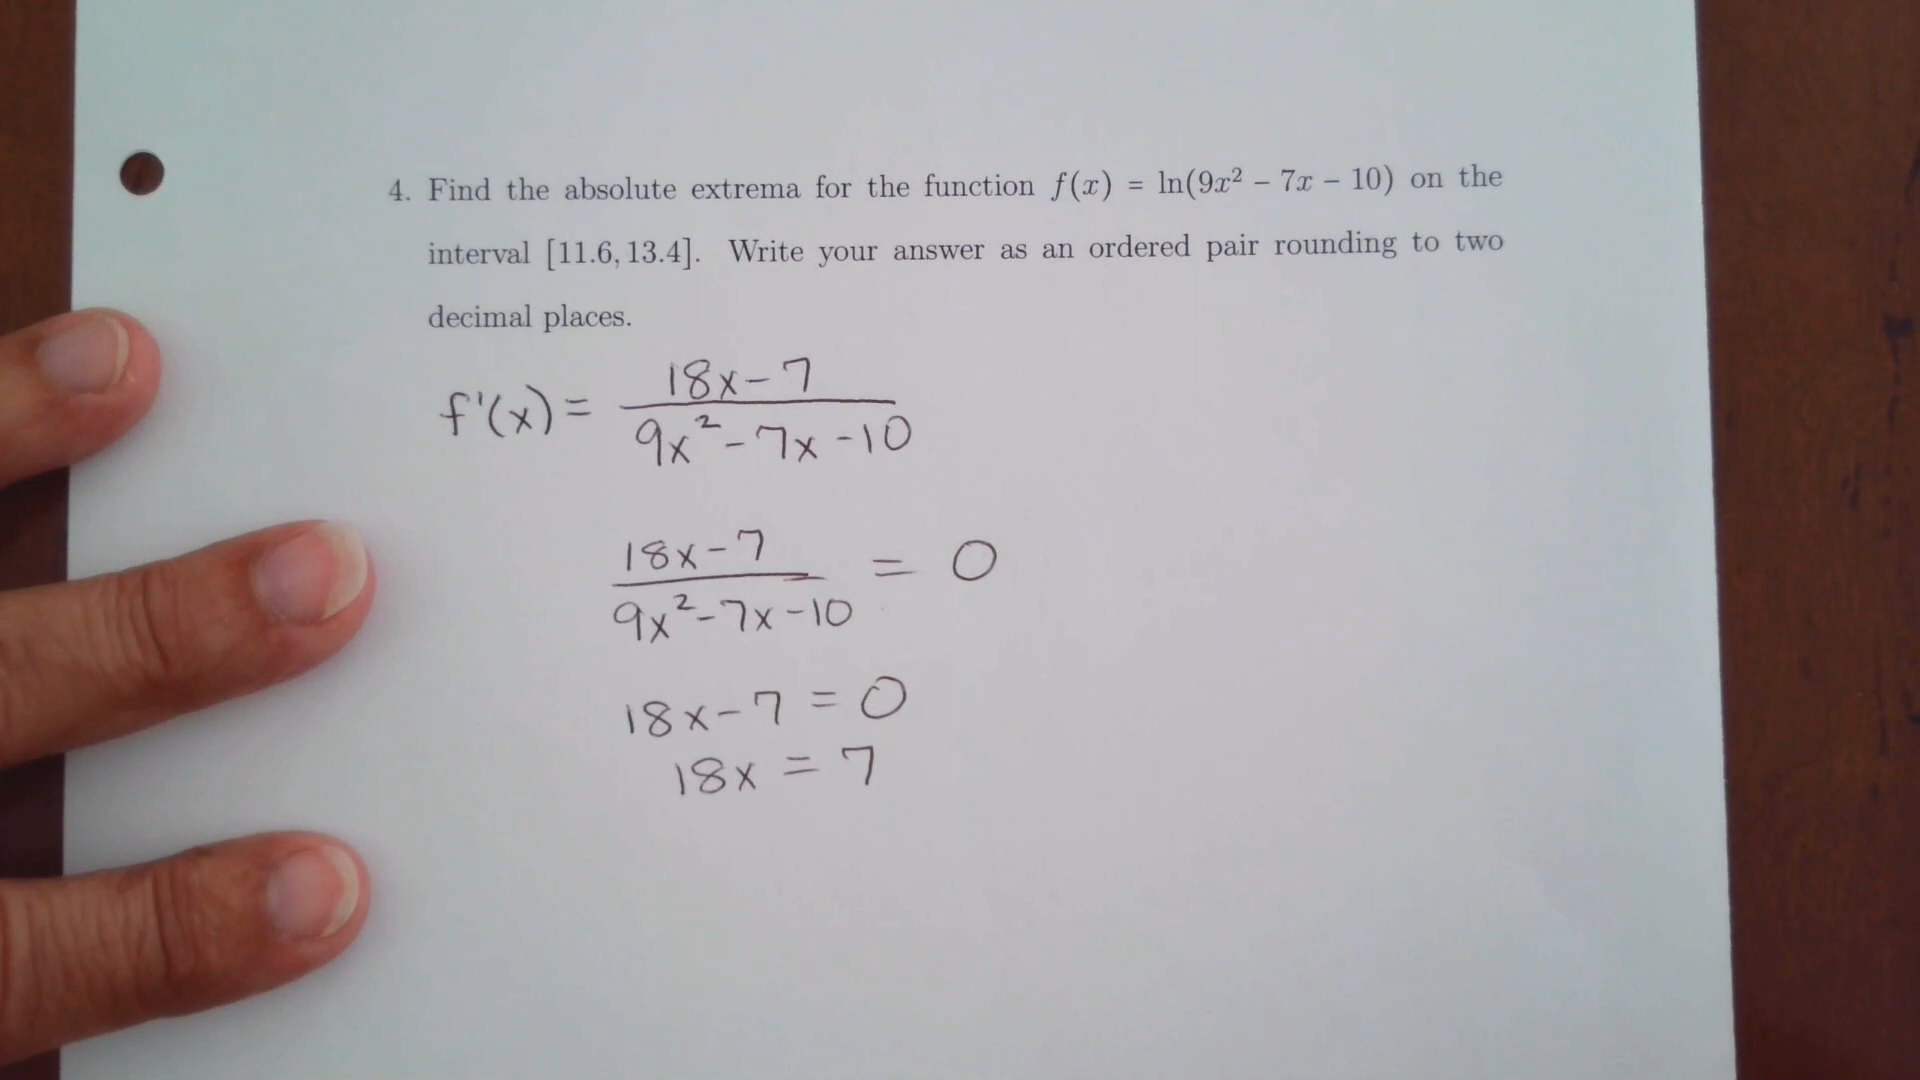 4. Find the absolute extrema for the function f(x) = ln(9x² − 7x − 10) on the
interval [11.6, 13.4]. Write your answer as an ordered pair rounding to two
decimal places.
f'(x) = (18x − 7)/(9x² − 7x − 10)
(18x − 7)/(9x² − 7x − 10) = 0
18x − 7 = 0
18x = 7